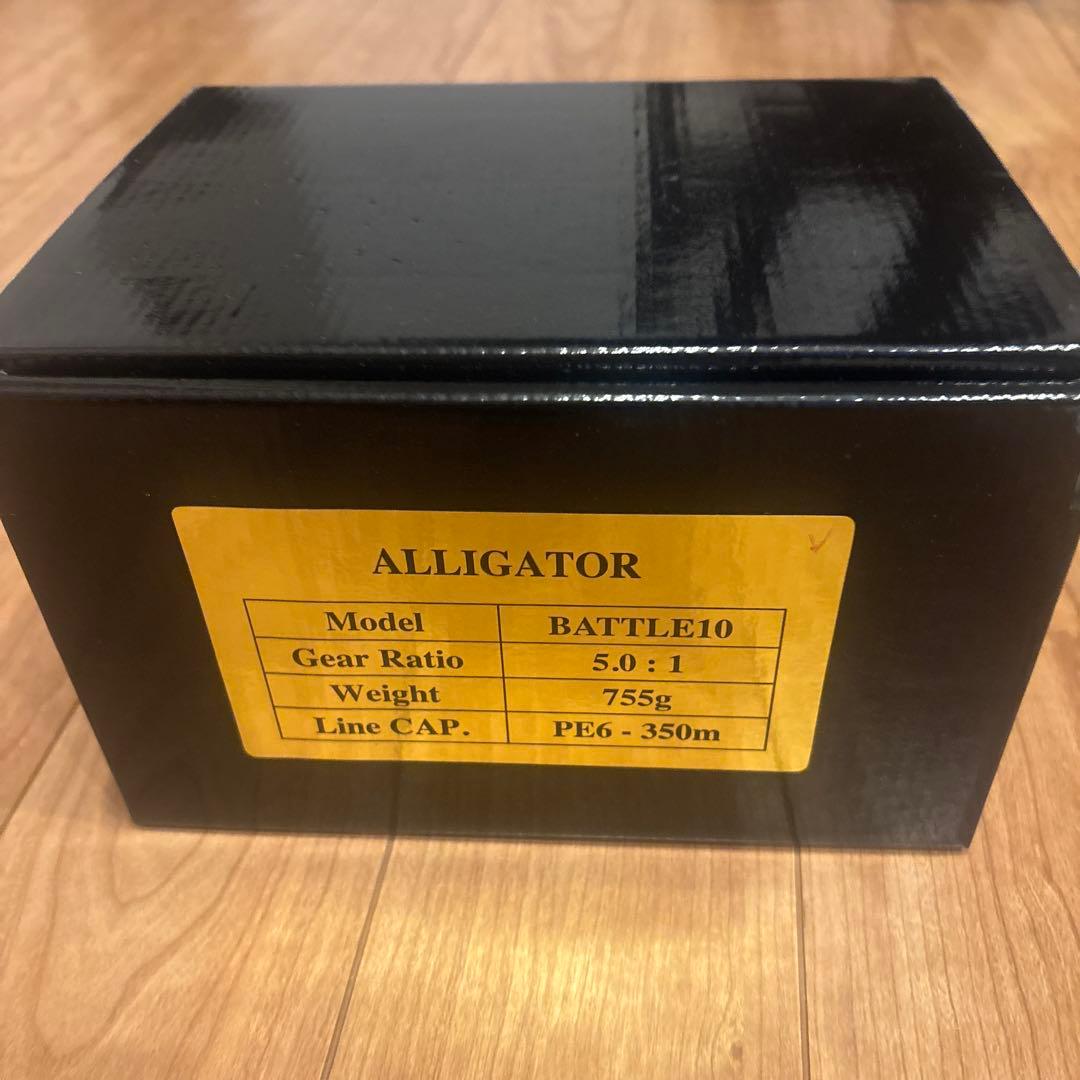 ALLIGATOR
Model BATTLE10
Gear Ratio 5.0 : 1
Weight 755g
Line CAP. PE6 - 350m